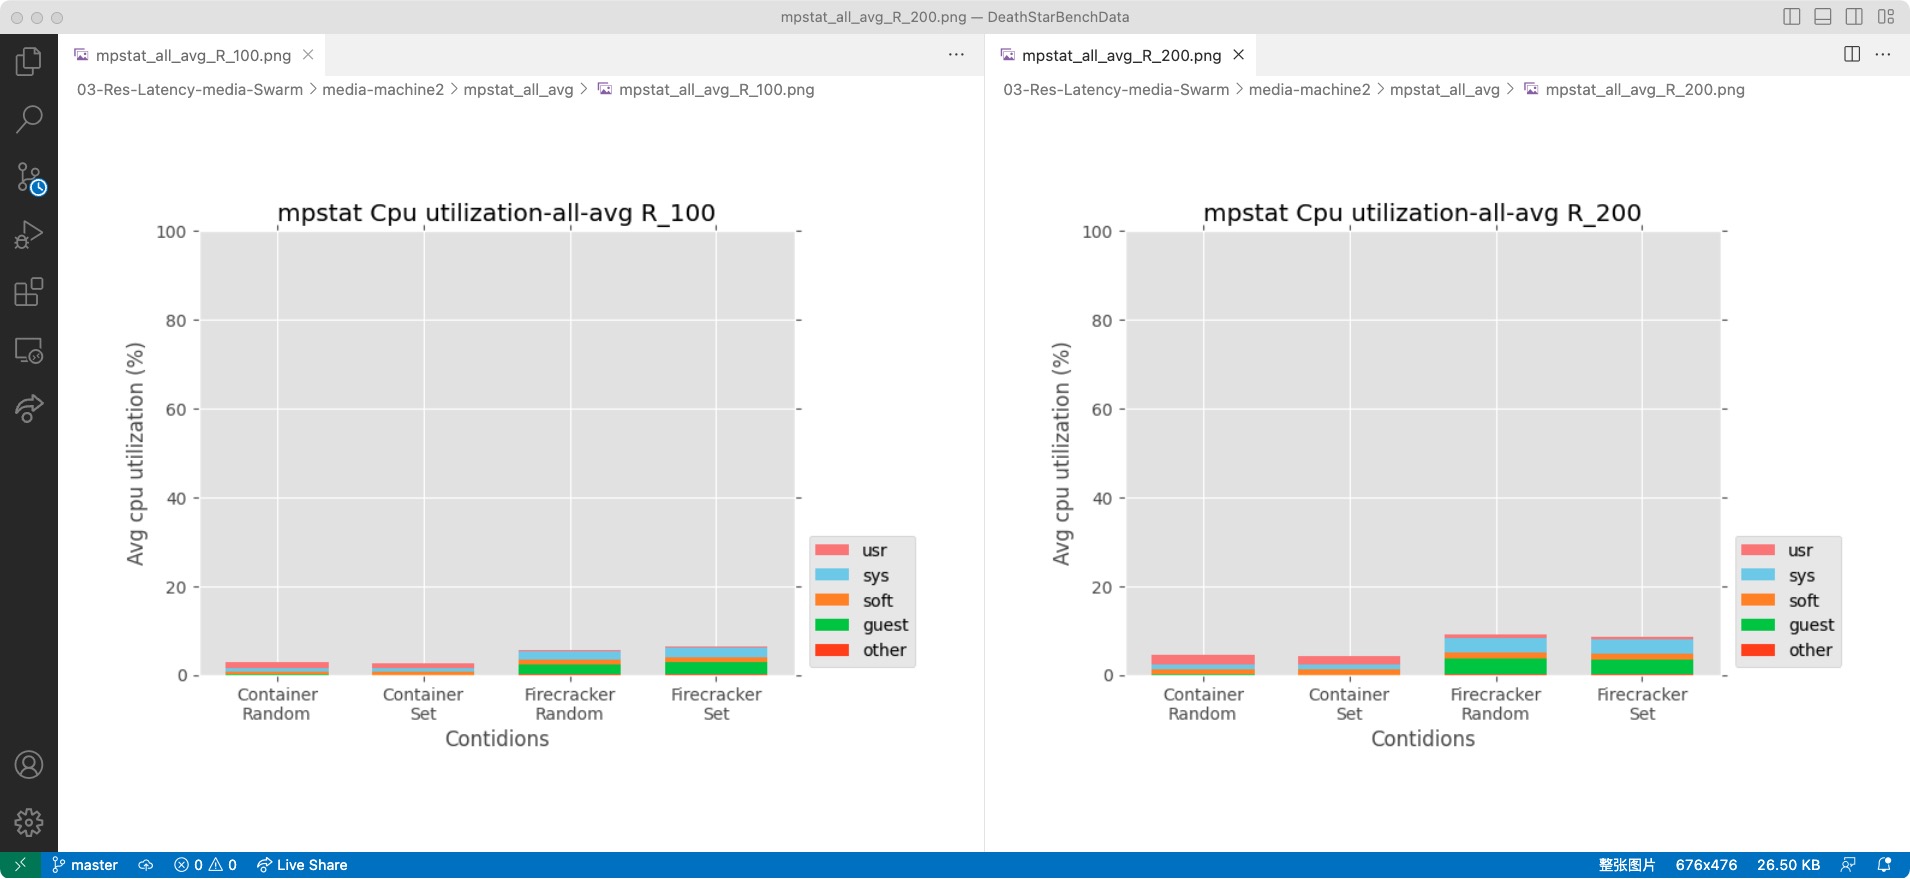 mpstat_all_avg_R_200.png — DeathStarBenchData
mpstat_all_avg_R_100.png
03-Res-Latency-media-Swarm > media-machine2 > mpstat_all_avg > mpstat_all_avg_R_100.png
mpstat Cpu utilization-all-avg R_100
100
80
60
40
20
0
Avg cpu utilization (%)
Container Random
Container Set
Firecracker Random
Firecracker Set
Contidions
usr
sys
soft
guest
other
mpstat_all_avg_R_200.png
03-Res-Latency-media-Swarm > media-machine2 > mpstat_all_avg > mpstat_all_avg_R_200.png
mpstat Cpu utilization-all-avg R_200
100
80
60
40
20
0
Avg cpu utilization (%)
Container Random
Container Set
Firecracker Random
Firecracker Set
Contidions
usr
sys
soft
guest
other
master 0 0 Live Share 整张图片 676x476 26.50 KB